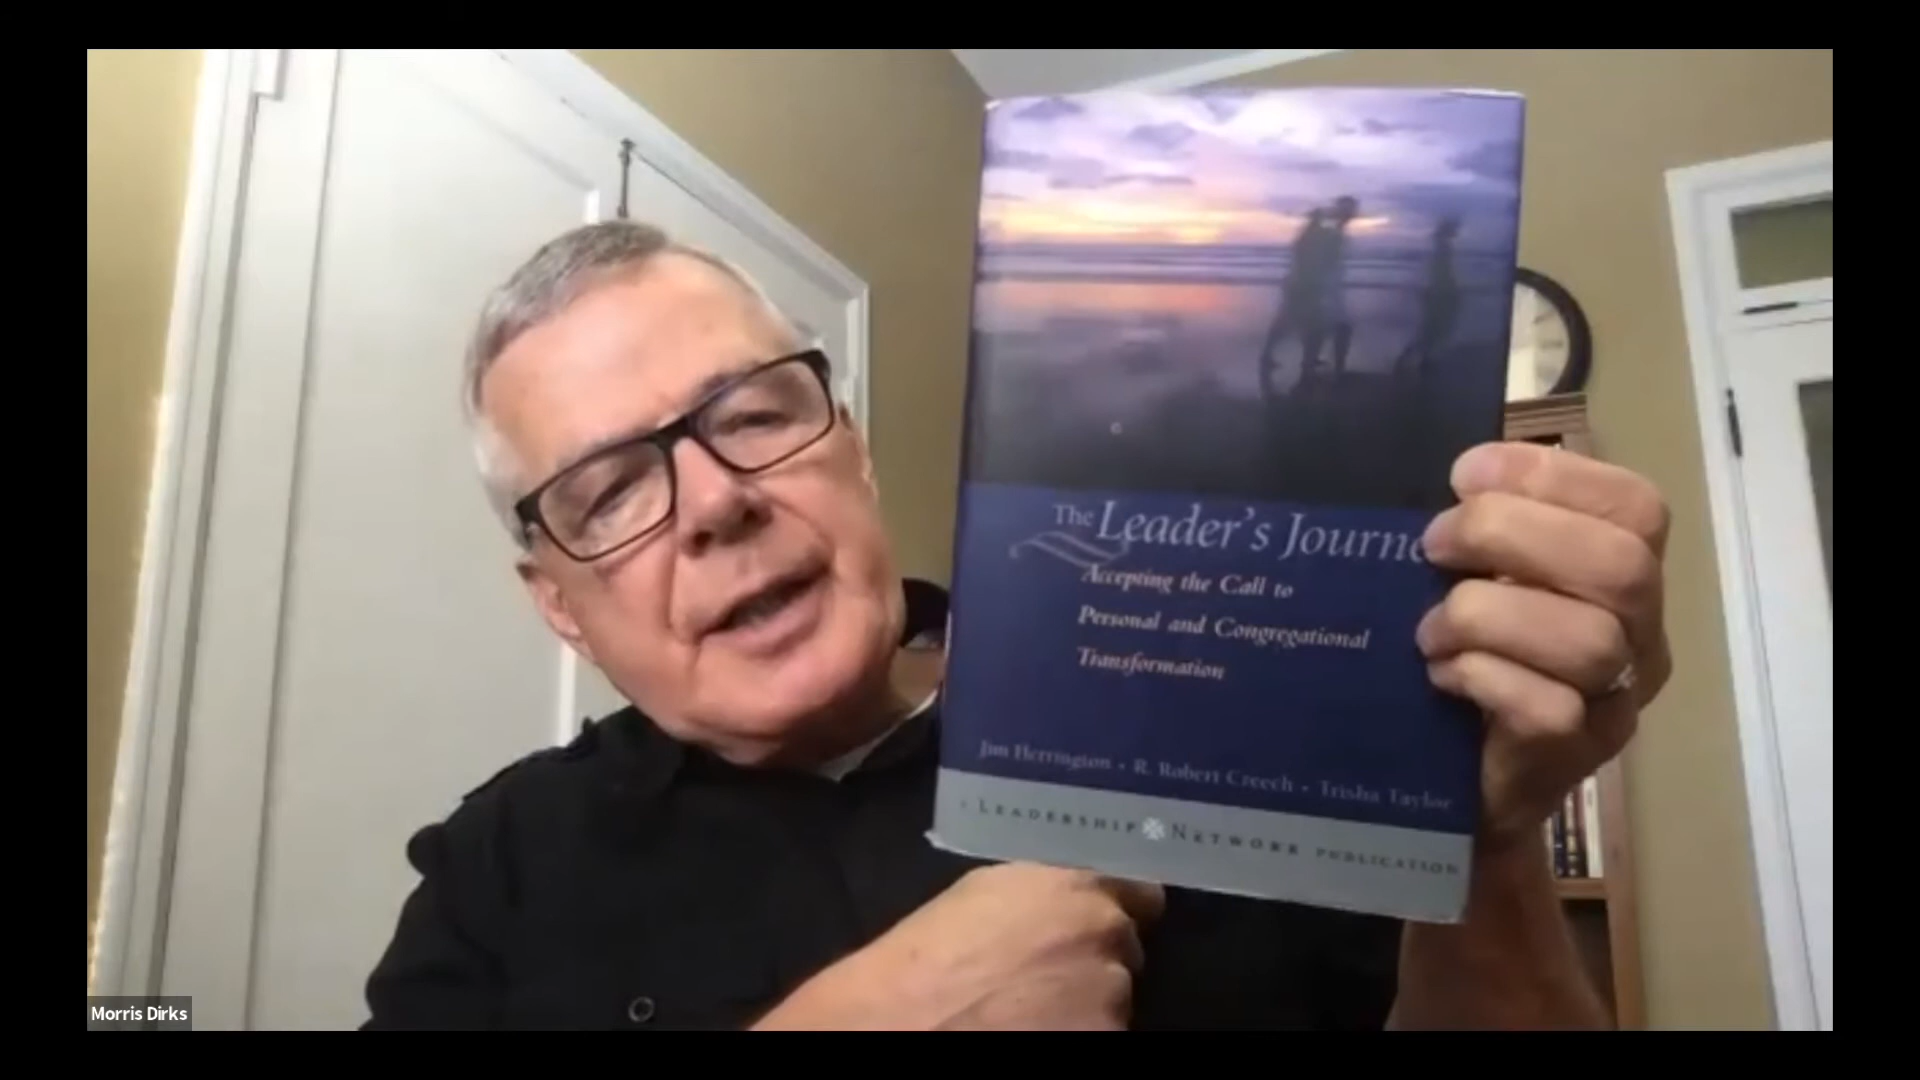 The Leader's Journe
Accepting the Call to
Personal and Congregational
Transformation
Jim Herrington • R. Robert Creech • Trisha Taylor
A LEADERSHIP NETWORK PUBLICATION
Morris Dirks